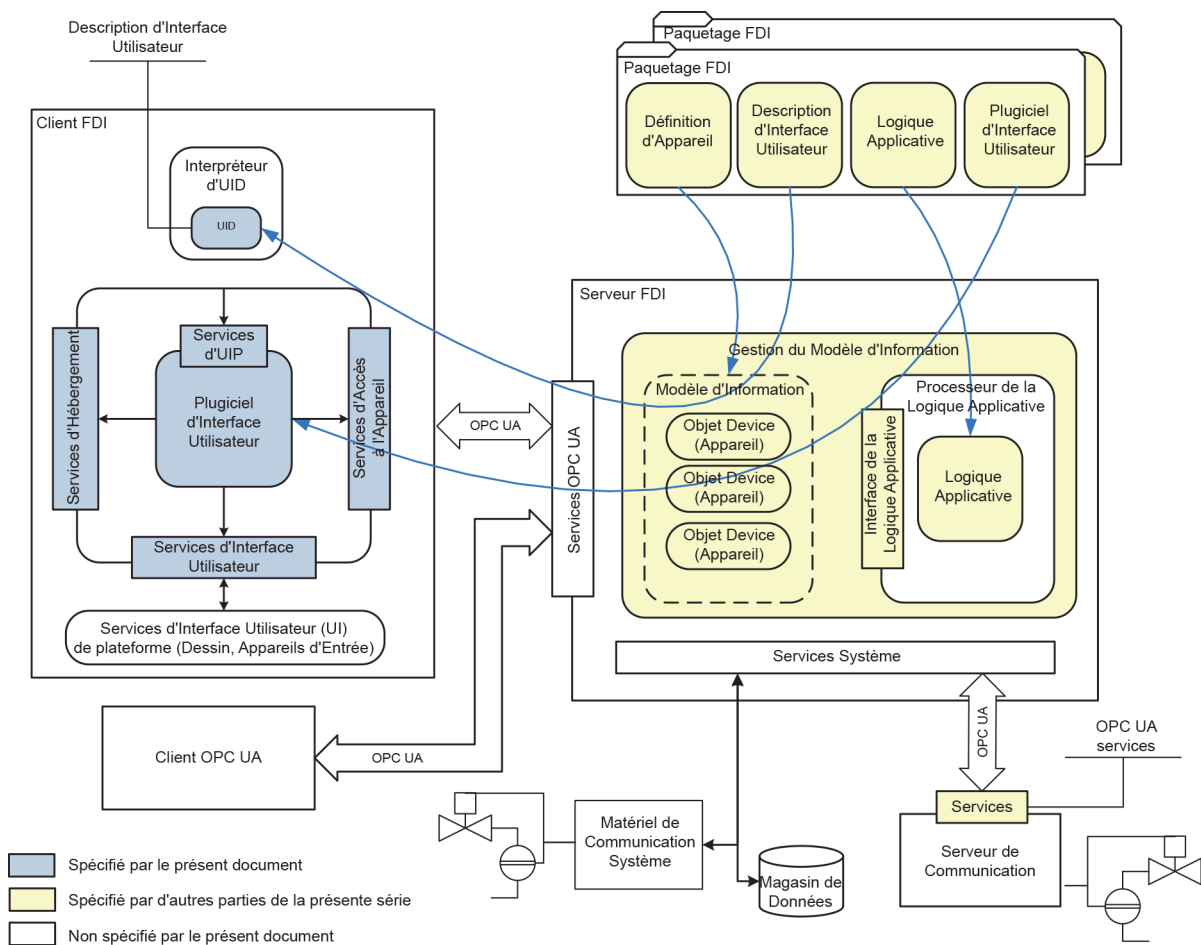 Description d'Interface
Utilisateur
Paquetage FDI
Paquetage FDI
Définition
d'Appareil
Description
d'Interface
Utilisateur
Logique
Applicative
Plugiciel
d'Interface
Utilisateur
Client FDI
Interpréteur
d'UID
UID
Services d'Hébergement
Services
d'UIP
Plugiciel
d'Interface
Utilisateur
Services d'Accès
à l'Appareil
Services d'Interface
Utilisateur
Services d'Interface Utilisateur (UI)
de plateforme (Dessin, Appareils d'Entrée)
OPC UA
Serveur FDI
Services OPC UA
Gestion du Modèle d'Information
Modèle d'Information
Objet Device
(Appareil)
Objet Device
(Appareil)
Objet Device
(Appareil)
Processeur de la
Logique Applicative
Interface de la
Logique Applicative
Logique
Applicative
Services Système
Client OPC UA
OPC UA
OPC UA
OPC UA
services
Services
Serveur de
Communication
Matériel de
Communication
Système
Magasin de
Données
Spécifié par le présent document
Spécifié par d'autres parties de la présente série
Non spécifié par le présent document